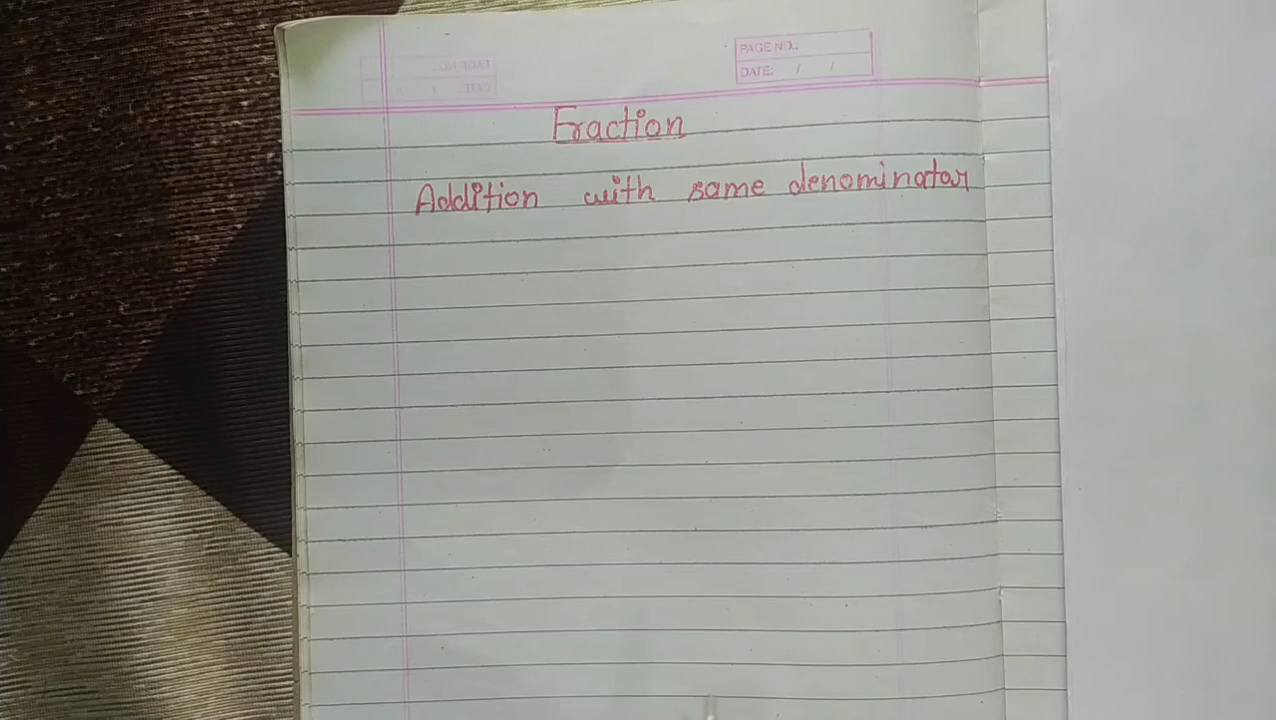 PAGE NO.:
DATE: / /
Fraction
Addition with same denominator